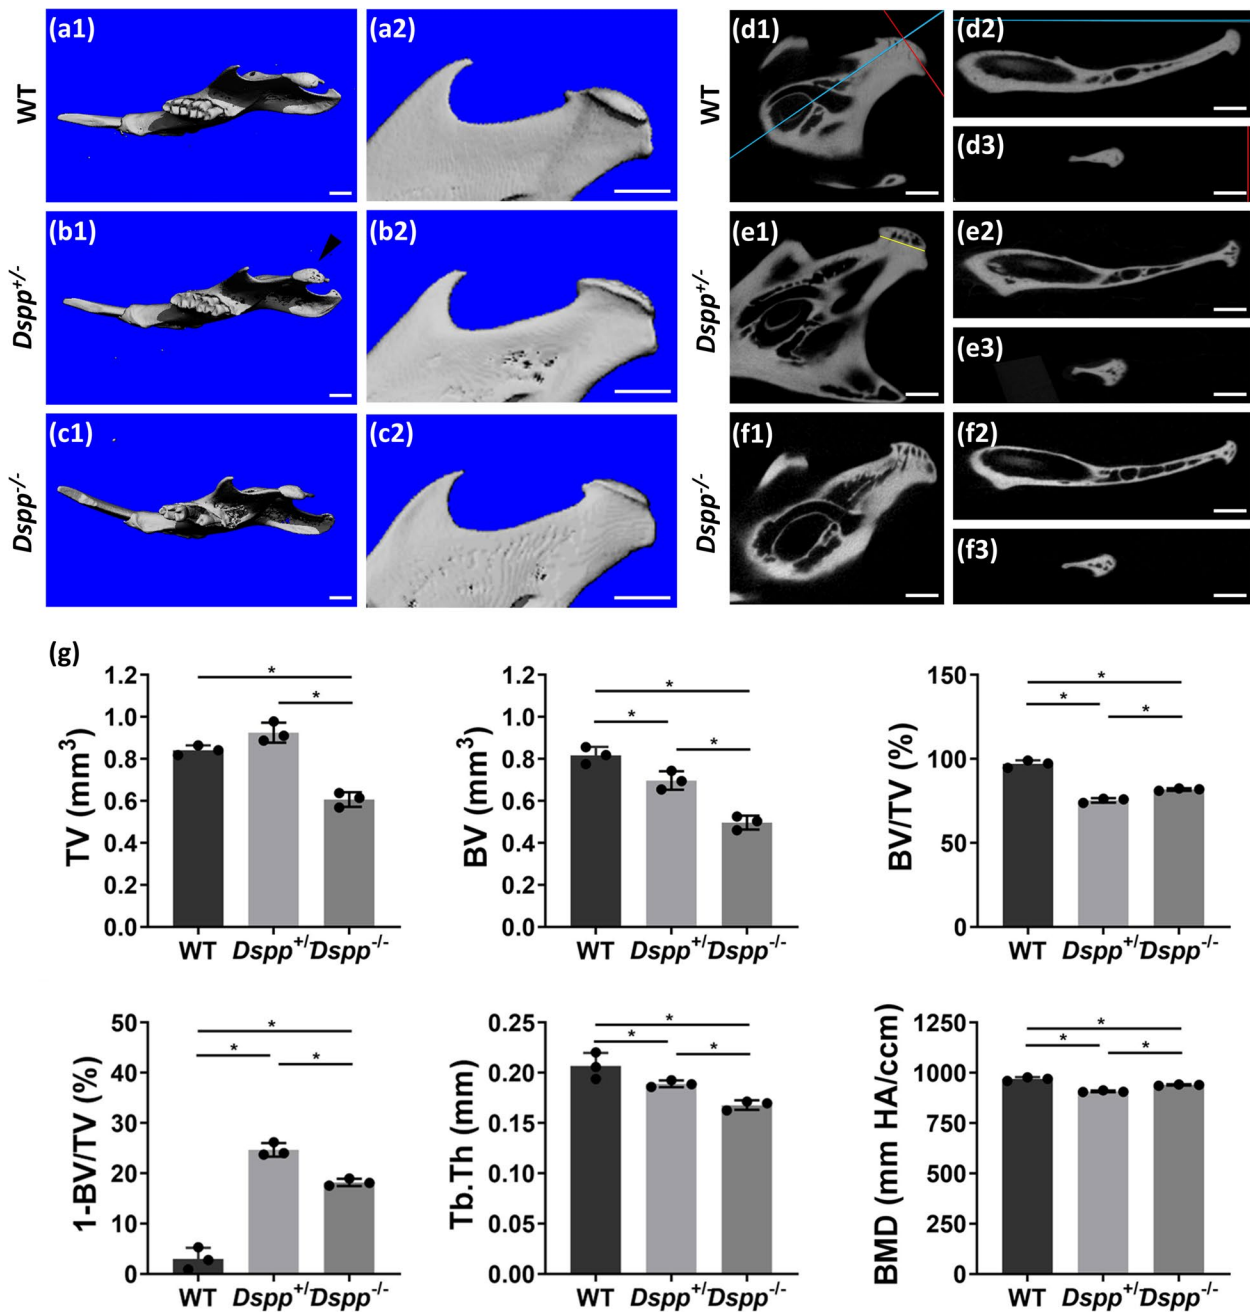 (a1)
(a2)
(d1)
(d2)
WT
WT
(d3)
(b1)
(b2)
(e1)
(e2)
Dspp+/-
Dspp+/-
(e3)
(c1)
(c2)
(f1)
(f2)
Dspp-/-
Dspp-/-
(f3)
(g)
TV (mm3)
1.2
1.0
0.8
0.6
0.4
0.2
0.0
*
*
WT Dspp+/- Dspp-/-
BV (mm3)
1.2
1.0
0.8
0.6
0.4
0.2
0.0
*
*
*
WT Dspp+/- Dspp-/-
BV/TV (%)
150
100
50
0
*
*
*
WT Dspp+/- Dspp-/-
1-BV/TV (%)
50
40
30
20
10
0
*
*
*
WT Dspp+/- Dspp-/-
Tb.Th (mm)
0.25
0.20
0.15
0.10
0.05
0.00
*
*
*
WT Dspp+/- Dspp-/-
BMD (mm HA/ccm)
1250
1000
750
500
250
0
*
*
*
WT Dspp+/- Dspp-/-